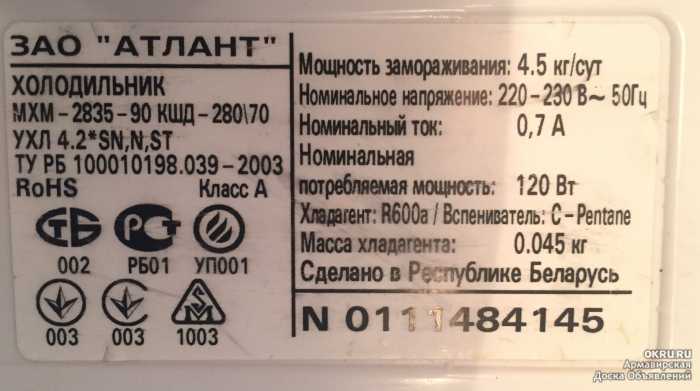 ЗАО "АТЛАНТ"
ХОЛОДИЛЬНИК
МХМ - 2835 - 90 КШД - 280\70
УХЛ 4.2*SN,N,ST
ТУ РБ 100010198.039 - 2003
RoHS Класс А
СТБ РСТ
002 РБ01 УП001
003 003 1003
Мощность замораживания: 4.5 кг/сут
Номинальное напряжение: 220 - 230 В~ 50Гц
Номинальный ток: 0,7 А
Номинальная
потребляемая мощность: 120 Вт
Хладагент: R600a / Вспениватель: C - Pentane
Масса хладагента: 0.045 кг
Сделано в Республике Беларусь
N 0111484145
OKRU.RU
Армавирская
Доска Объявлений